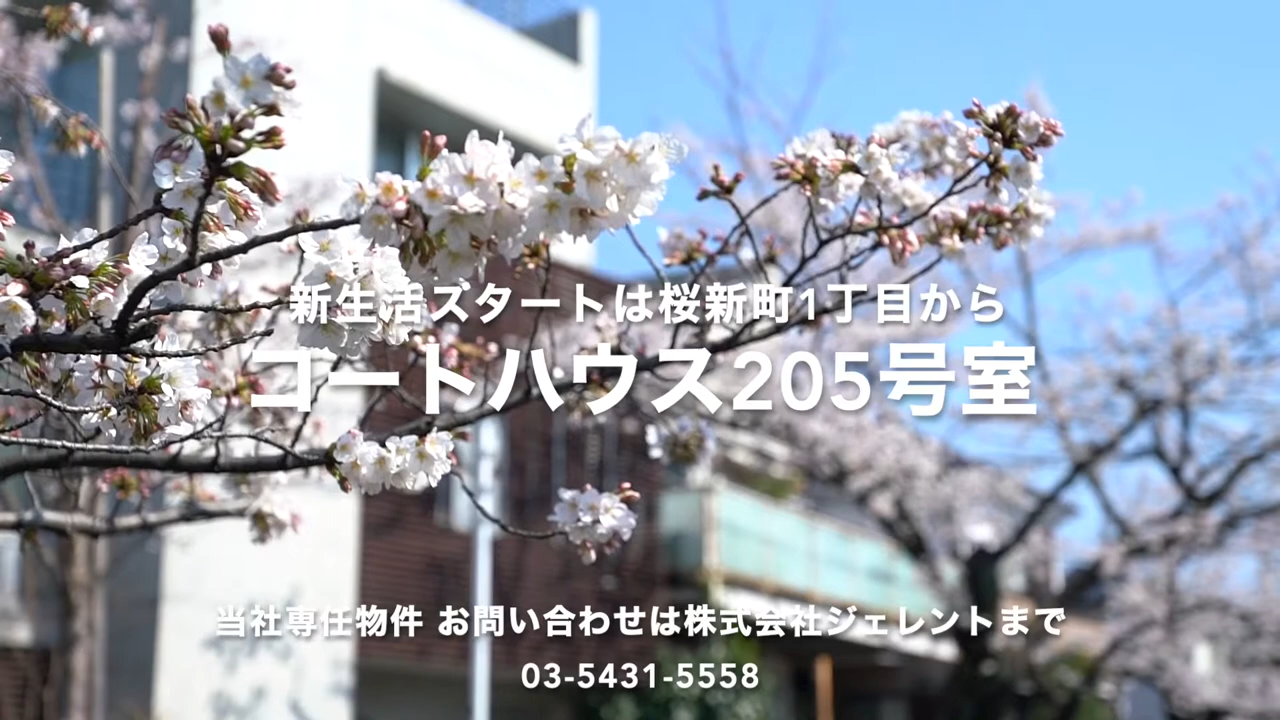 新生活スタートは桜新町1丁目から
コートハウス205号室
当社専任物件 お問い合わせは株式会社ジェレントまで
03-5431-5558